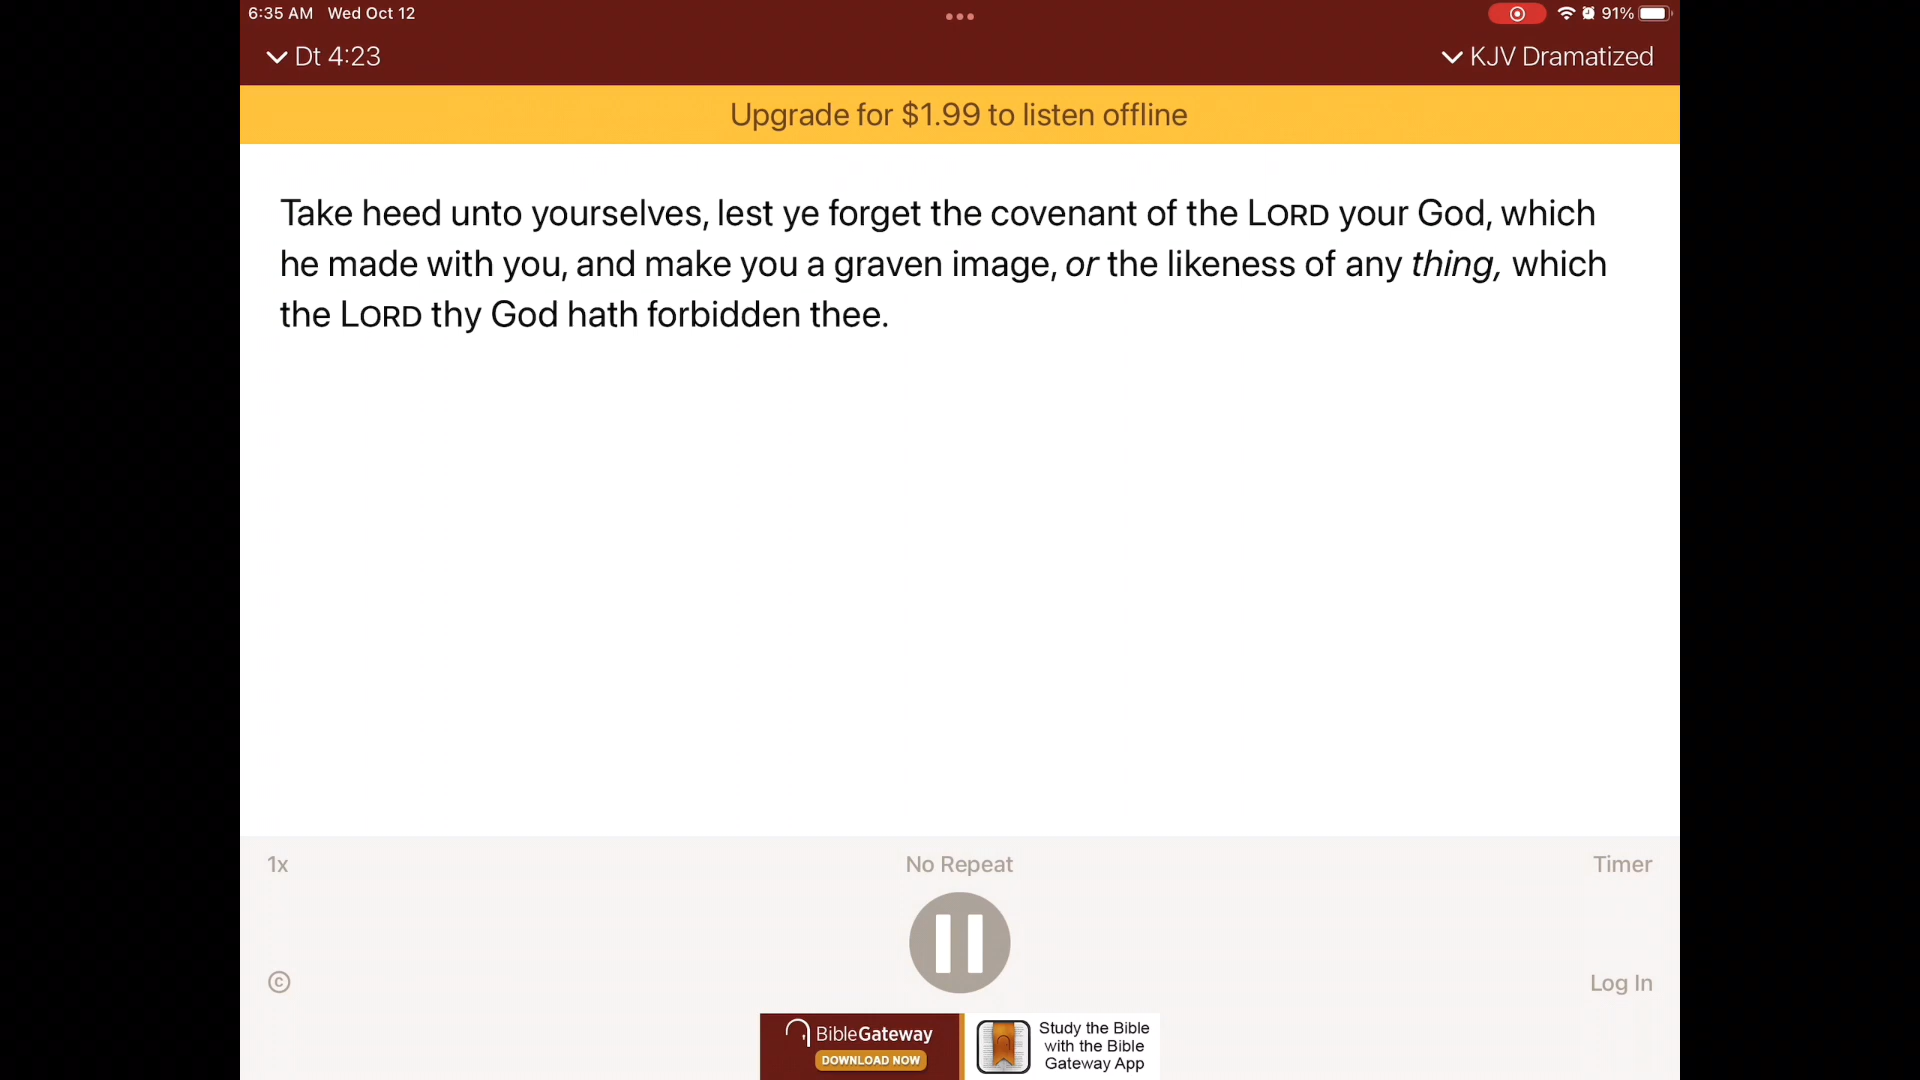 6:35 AM Wed Oct 12
91%
Dt 4:23
KJV Dramatized
Upgrade for $1.99 to listen offline
Take heed unto yourselves, lest ye forget the covenant of the LORD your God, which
he made with you, and make you a graven image, or the likeness of any thing, which
the LORD thy God hath forbidden thee.
1x
No Repeat
Timer
©
Log In
BibleGateway
DOWNLOAD NOW
Study the Bible
with the Bible
Gateway App